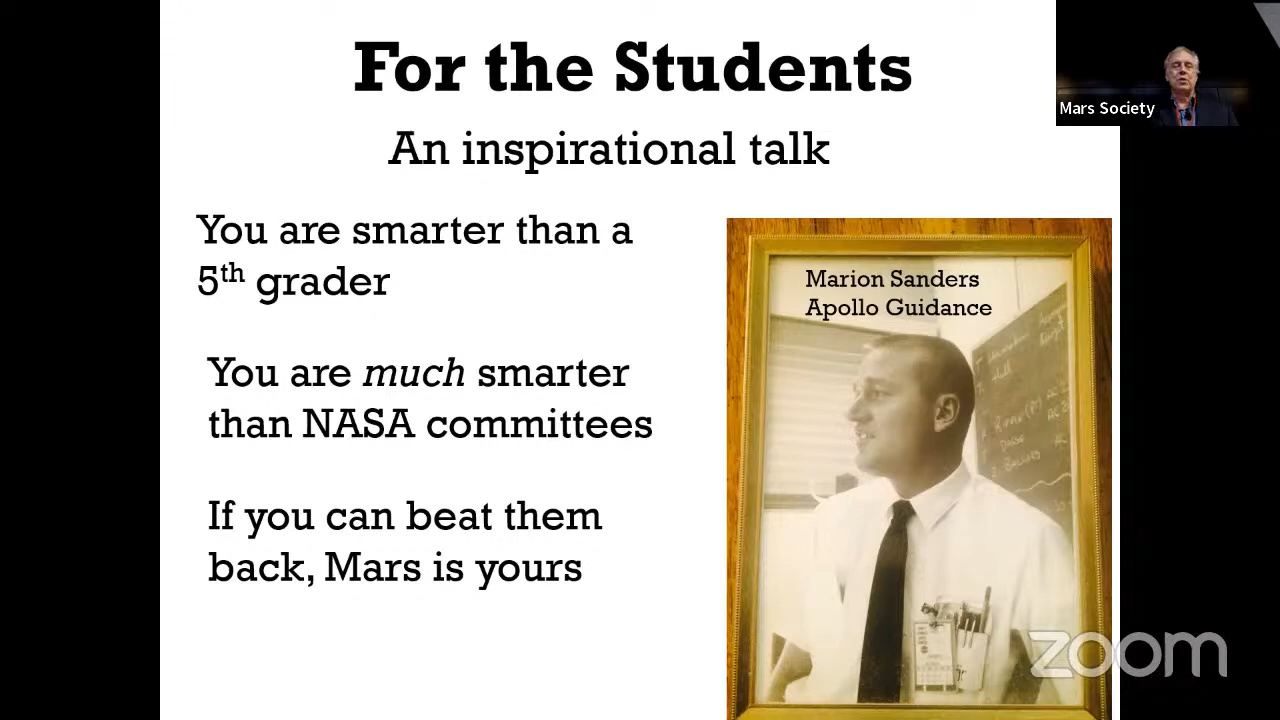 For the Students
An inspirational talk
Mars Society
You are smarter than a
5th grader
You are much smarter
than NASA committees
If you can beat them
back, Mars is yours
Marion Sanders
Apollo Guidance
zoom